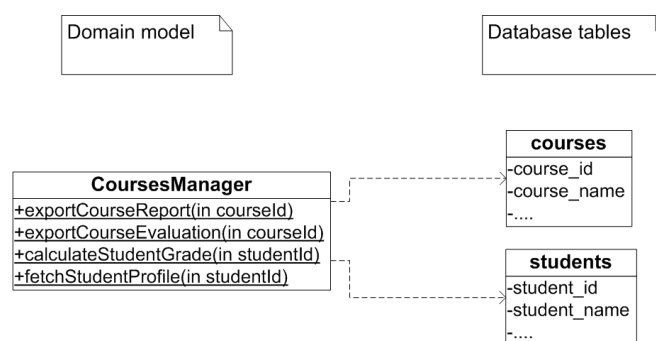 Domain model
Database tables
CoursesManager
+exportCourseReport(in courseId)
+exportCourseEvaluation(in courseId)
+calculateStudentGrade(in studentId)
+fetchStudentProfile(in studentId)
courses
-course_id
-course_name
-....
students
-student_id
-student_name
-....